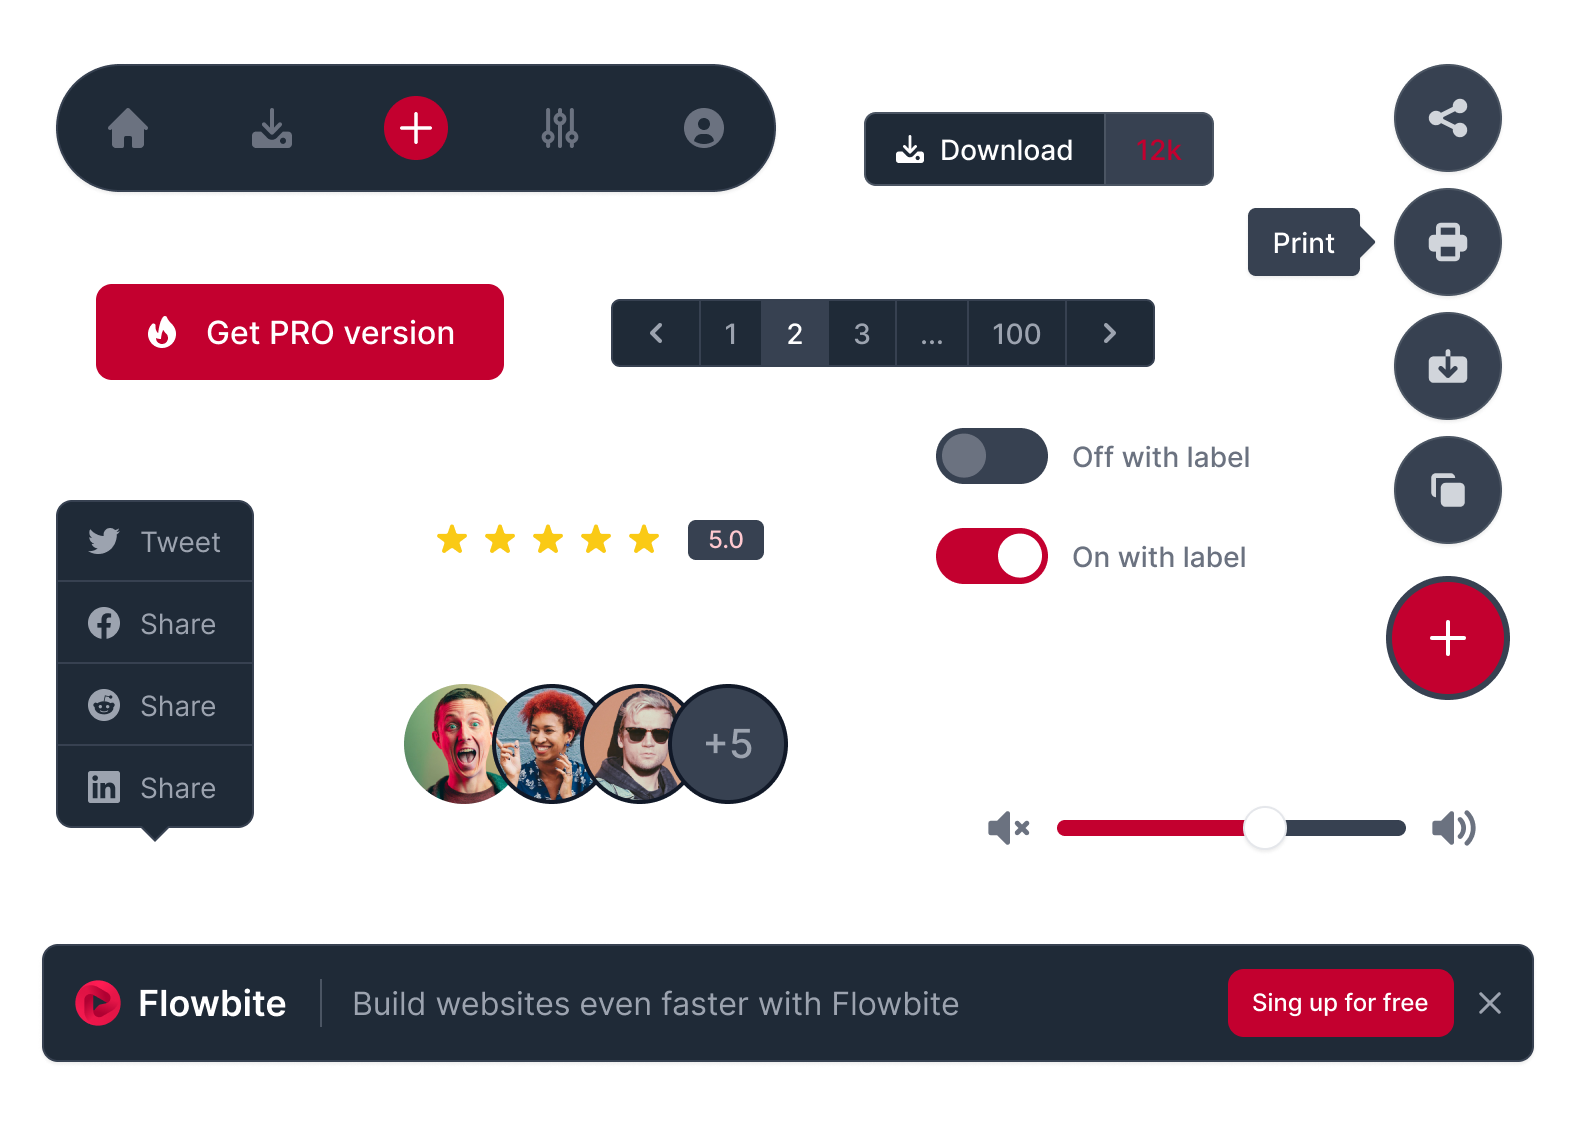 Download 12k
Print
Get PRO version
1 2 3 ... 100
Off with label
Tweet
5.0
On with label
Share
Share
+5
Share
Flowbite Build websites even faster with Flowbite Sing up for free